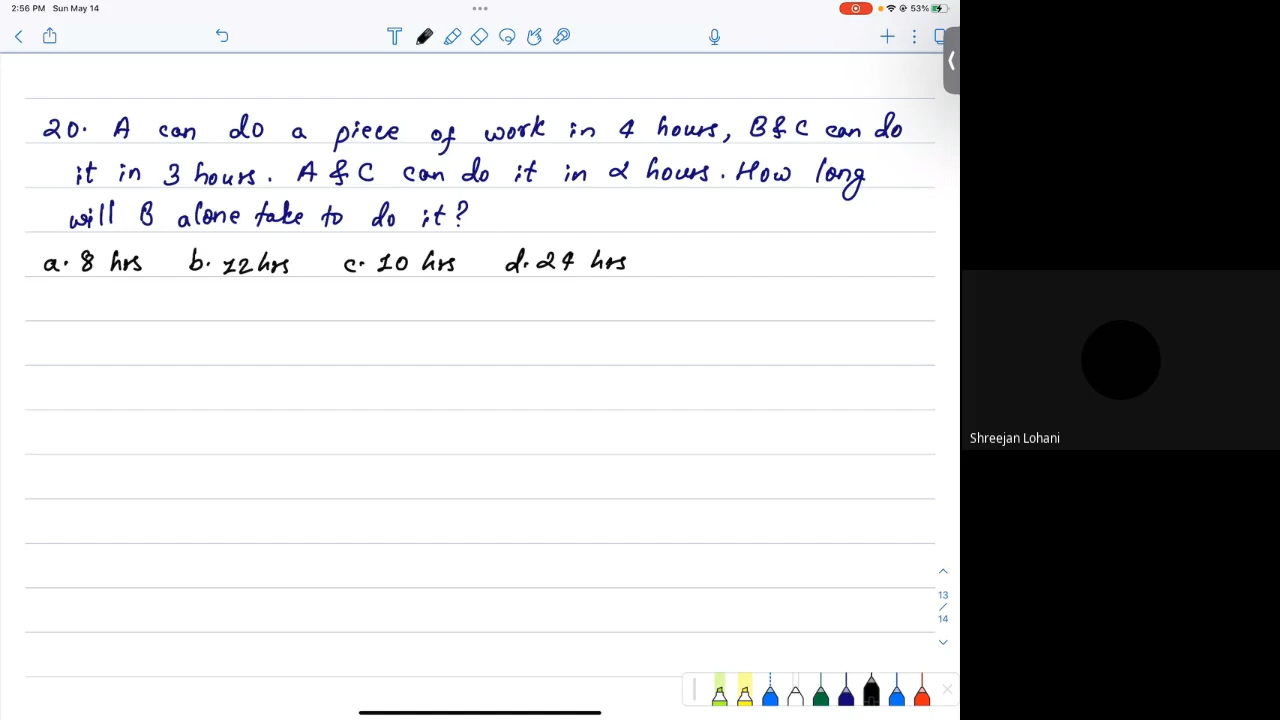 2:56 PM Sun May 14
53%
20. A can do a piece of work in 4 hours, B & C can do
it in 3 hours. A & C can do it in 2 hours. How long
will B alone take to do it?
a. 8 hrs b. 12 hrs c. 10 hrs d. 24 hrs
Shreejan Lohani
13
/
14